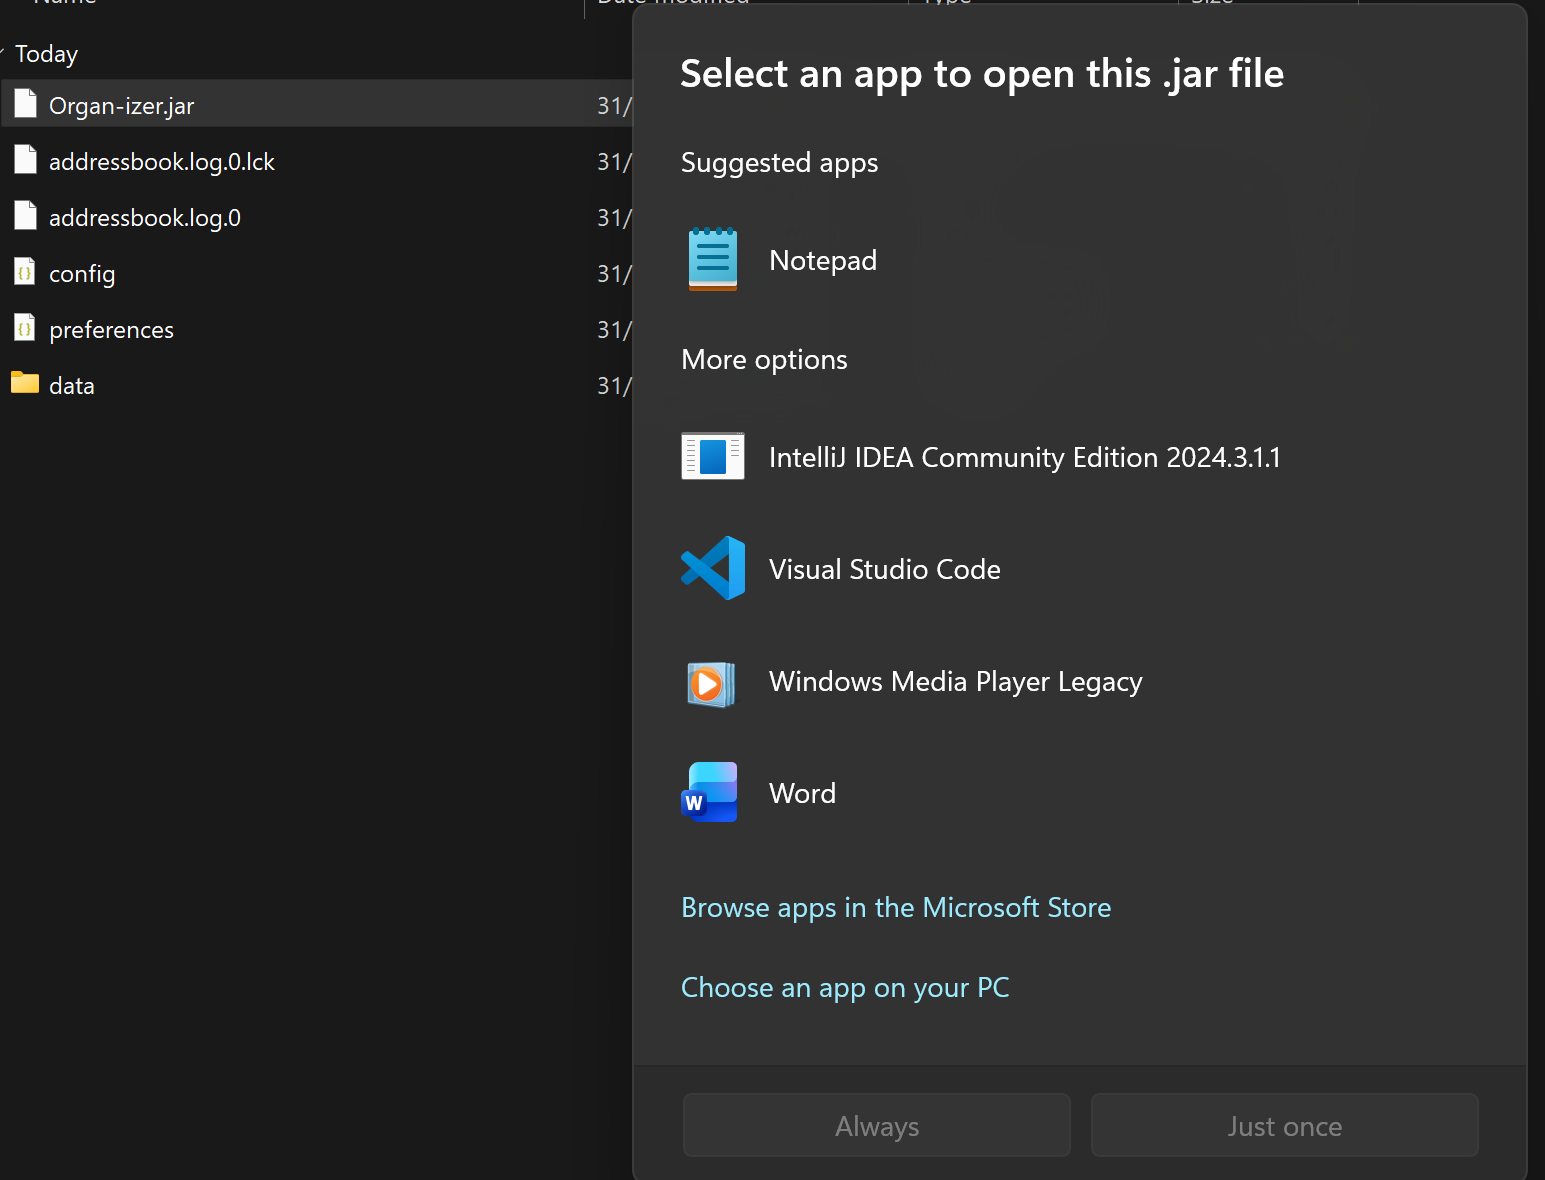 Name Date modified Type Size
Today
Organ-izer.jar 31/
addressbook.log.0.lck 31/
addressbook.log.0 31/
config 31/
preferences 31/
data 31/
Select an app to open this .jar file
Suggested apps
Notepad
More options
IntelliJ IDEA Community Edition 2024.3.1.1
Visual Studio Code
Windows Media Player Legacy
W
Word
Browse apps in the Microsoft Store
Choose an app on your PC
Always Just once